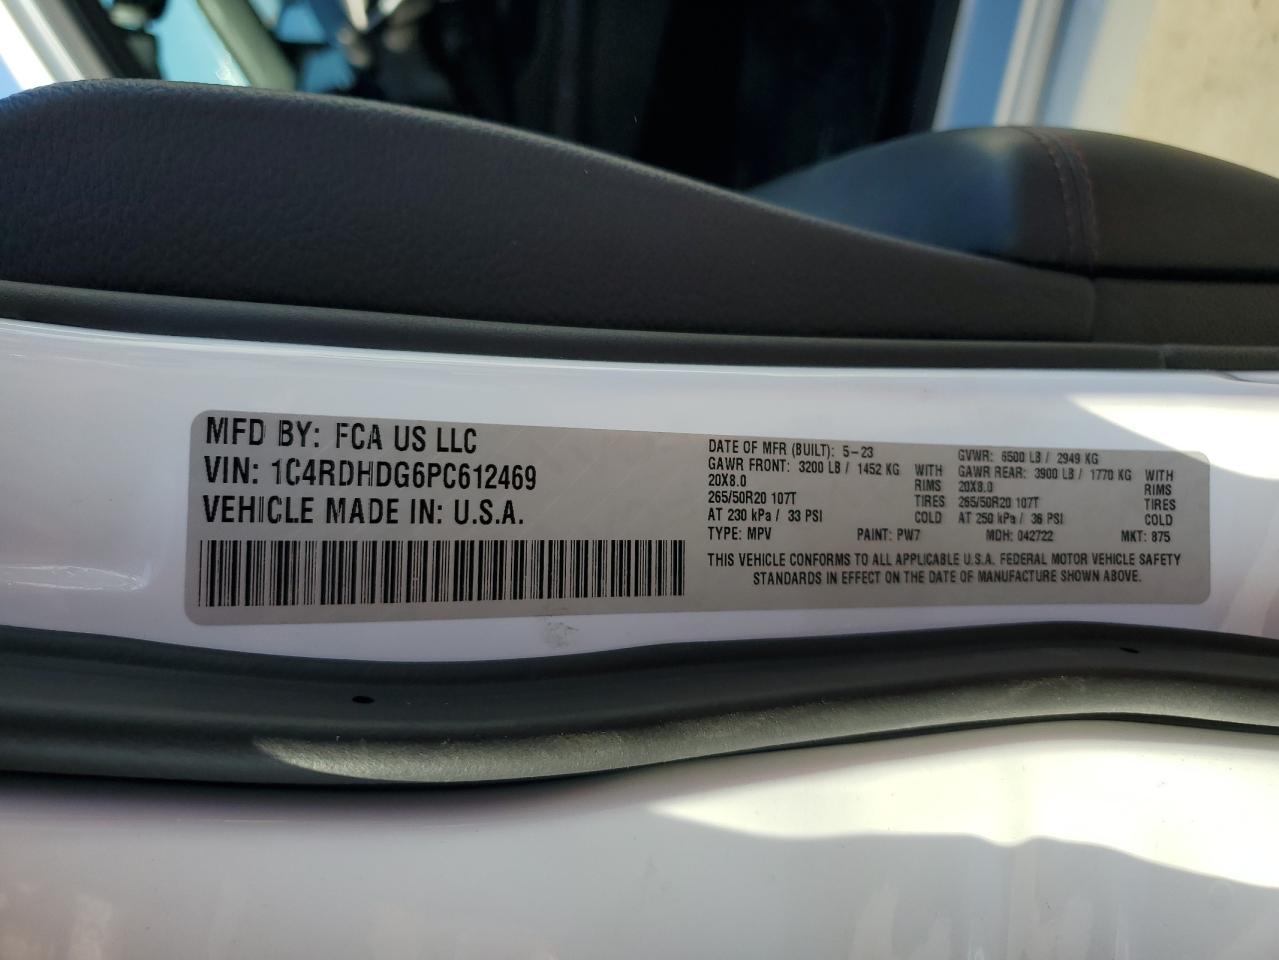 MFD BY: FCA US LLC
VIN: 1C4RDHDG6PC612469
VEHICLE MADE IN: U.S.A.
DATE OF MFR (BUILT): 5-23 GVWR: 6500 LB / 2949 KG
GAWR FRONT: 3200 LB / 1452 KG WITH GAWR REAR: 3900 LB / 1770 KG WITH
20X8.0 RIMS 20X8.0 RIMS
265/50R20 107T TIRES 265/50R20 107T TIRES
AT 230 kPa / 33 PSI COLD AT 250 kPa / 36 PSI COLD
TYPE: MPV PAINT: PW7 MDH: 042722 MKT: 875
THIS VEHICLE CONFORMS TO ALL APPLICABLE U.S.A. FEDERAL MOTOR VEHICLE SAFETY
STANDARDS IN EFFECT ON THE DATE OF MANUFACTURE SHOWN ABOVE.